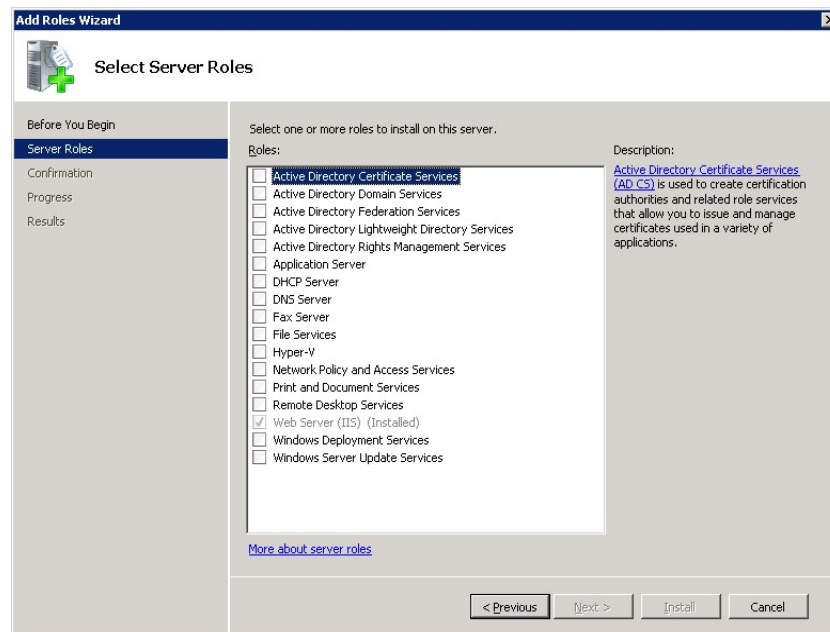 Add Roles Wizard
Select Server Roles
Before You Begin
Server Roles
Confirmation
Progress
Results
Select one or more roles to install on this server.
Roles:
Active Directory Certificate Services
Active Directory Domain Services
Active Directory Federation Services
Active Directory Lightweight Directory Services
Active Directory Rights Management Services
Application Server
DHCP Server
DNS Server
Fax Server
File Services
Hyper-V
Network Policy and Access Services
Print and Document Services
Remote Desktop Services
Web Server (IIS) (Installed)
Windows Deployment Services
Windows Server Update Services
More about server roles
Description:
Active Directory Certificate Services
(AD CS) is used to create certification
authorities and related role services
that allow you to issue and manage
certificates used in a variety of
applications.
< Previous
Next >
Install
Cancel